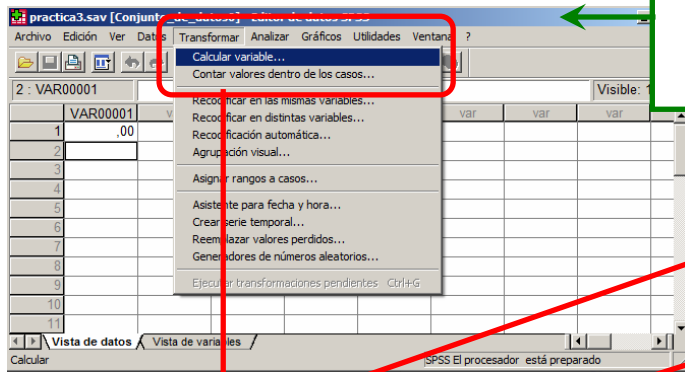 practica3.sav [Conjunto_de_datos0] - Editor de datos SPSS
Archivo Edición Ver Datos Transformar Analizar Gráficos Utilidades Ventana ?
Calcular variable...
Contar valores dentro de los casos...
2 : VAR00001
Visible: 1
Recodificar en las mismas variables...
VAR00001 var var var
Recodificar en distintas variables...
1 ,00
Recodificación automática...
2
Agrupación visual...
3
Asignar rangos a casos...
4
5
Asistente para fecha y hora...
6
Crear serie temporal...
7
Reemplazar valores perdidos...
8
Generadores de números aleatorios...
9
Ejecutar transformaciones pendientes Ctrl+G
10
11
Vista de datos Vista de variables
Calcular SPSS El procesador está preparado